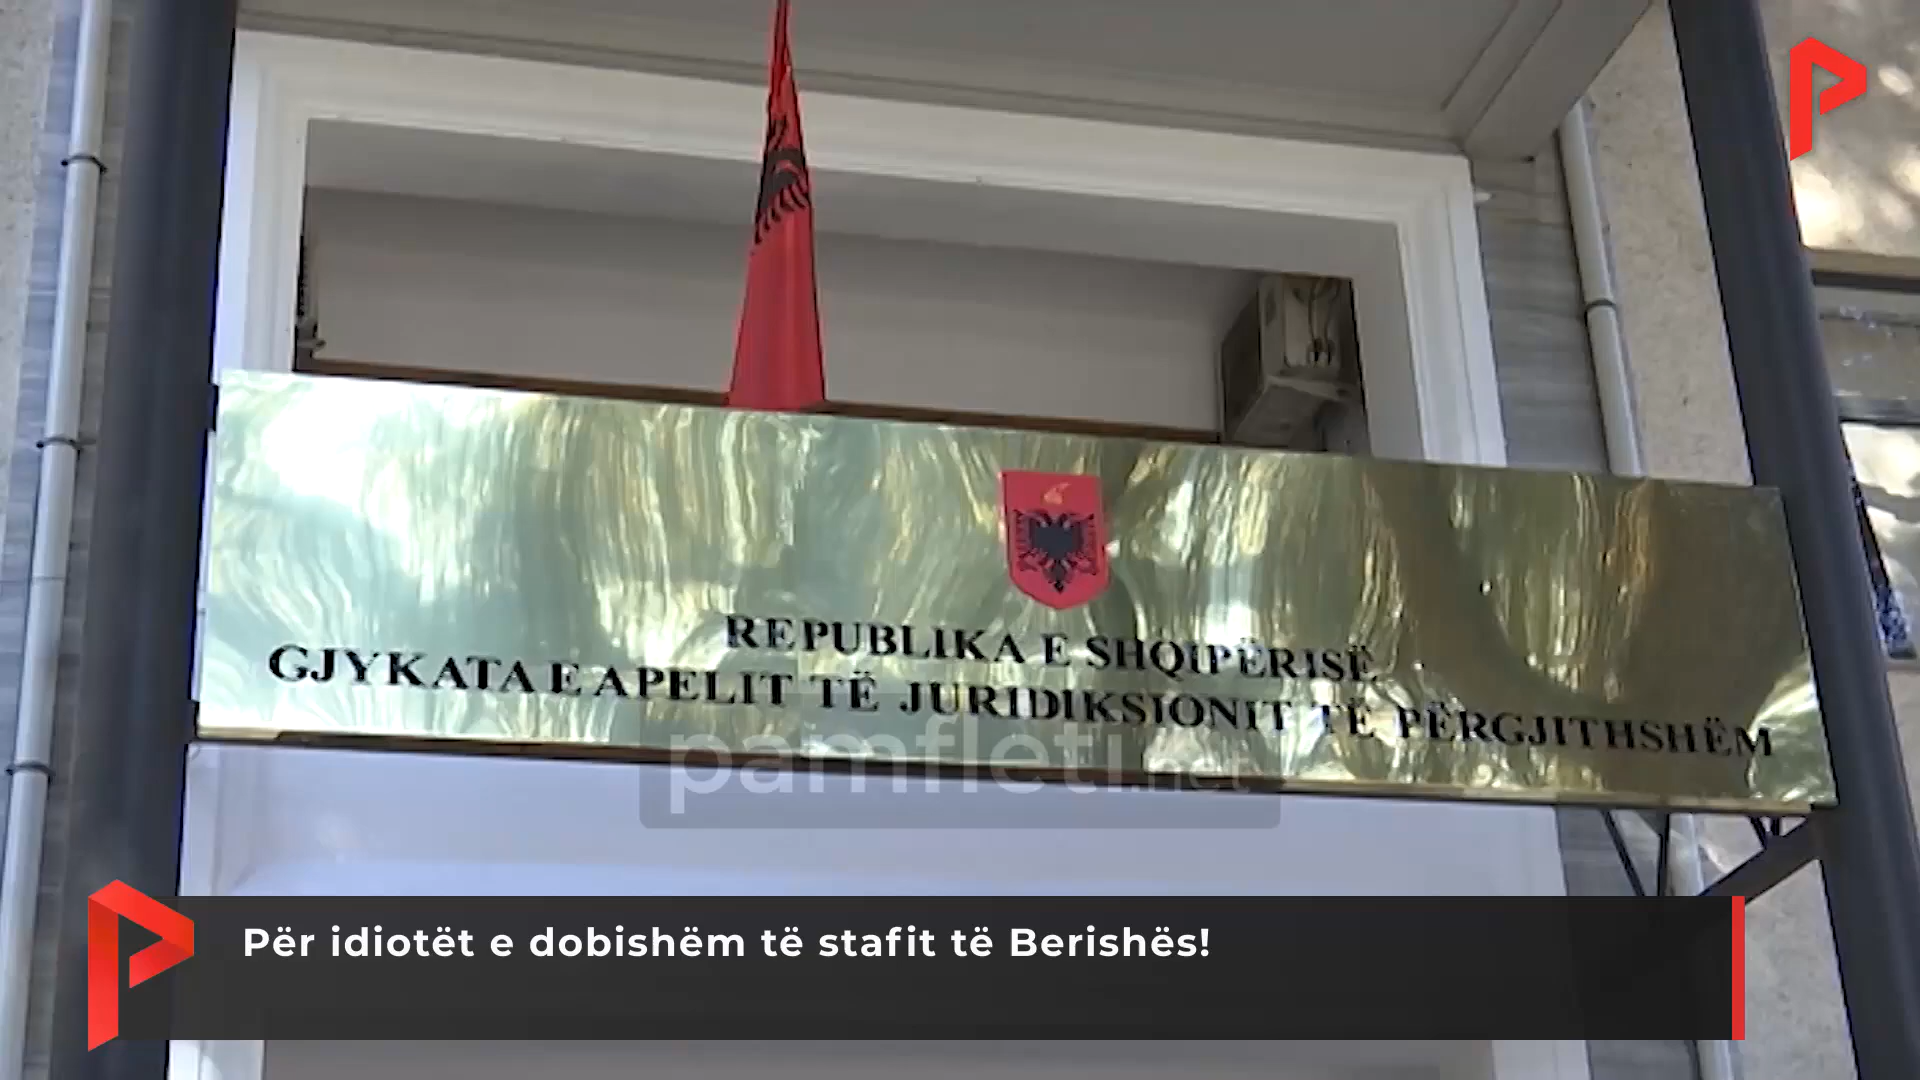 REPUBLIKA E SHQIPËRISË
GJYKATA E APELIT TË JURIDIKSIONIT TË PËRGJITHSHËM
pamfleti.net
Për idiotët e dobishëm të stafit të Berishës!